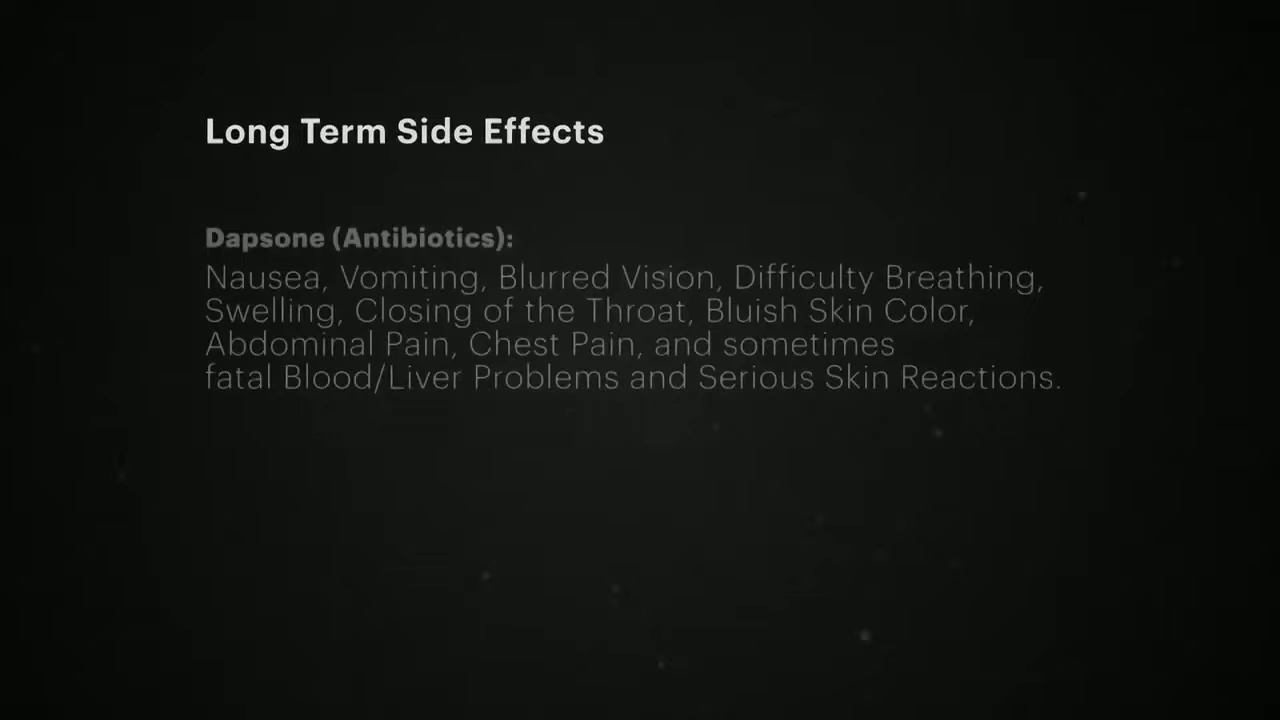 Long Term Side Effects
Dapsone (Antibiotics):
Nausea, Vomiting, Blurred Vision, Difficulty Breathing,
Swelling, Closing of the Throat, Bluish Skin Color,
Abdominal Pain, Chest Pain, and sometimes
fatal Blood/Liver Problems and Serious Skin Reactions.